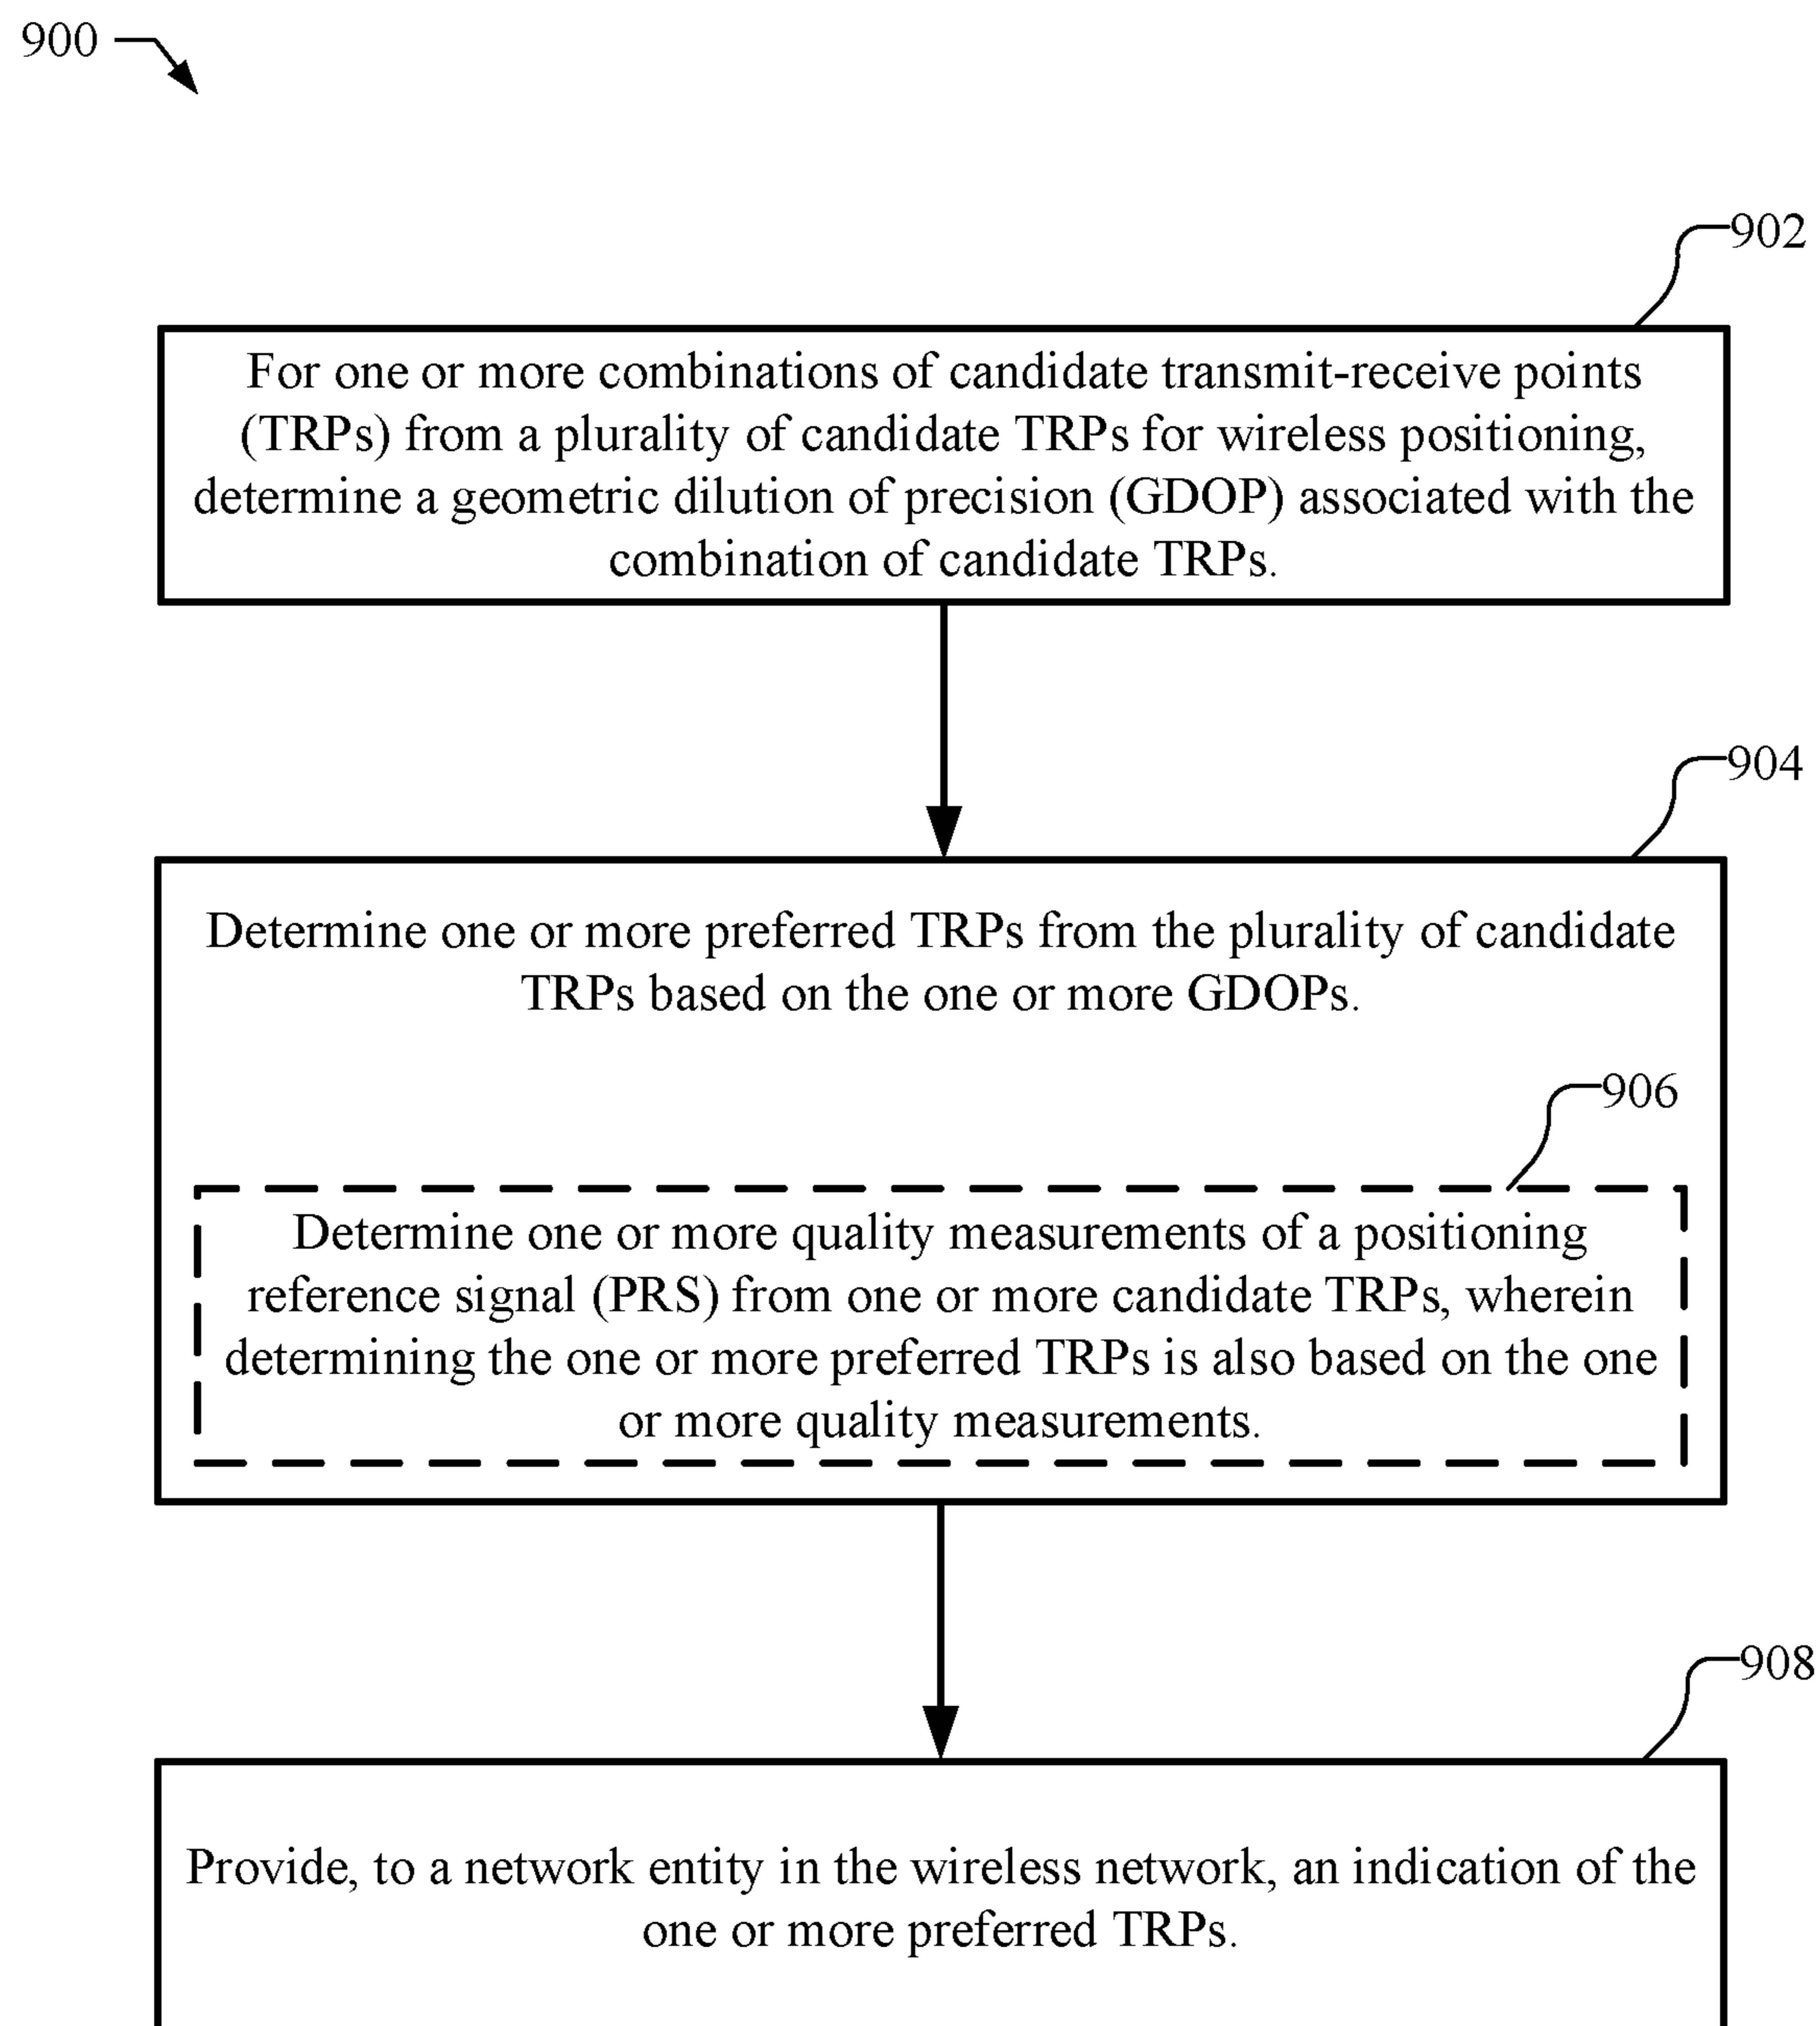 900
902
For one or more combinations of candidate transmit-receive points
(TRPs) from a plurality of candidate TRPs for wireless positioning,
determine a geometric dilution of precision (GDOP) associated with the
combination of candidate TRPs.
904
Determine one or more preferred TRPs from the plurality of candidate
TRPs based on the one or more GDOPs.
906
Determine one or more quality measurements of a positioning
reference signal (PRS) from one or more candidate TRPs, wherein
determining the one or more preferred TRPs is also based on the one
or more quality measurements.
908
Provide, to a network entity in the wireless network, an indication of the
one or more preferred TRPs.